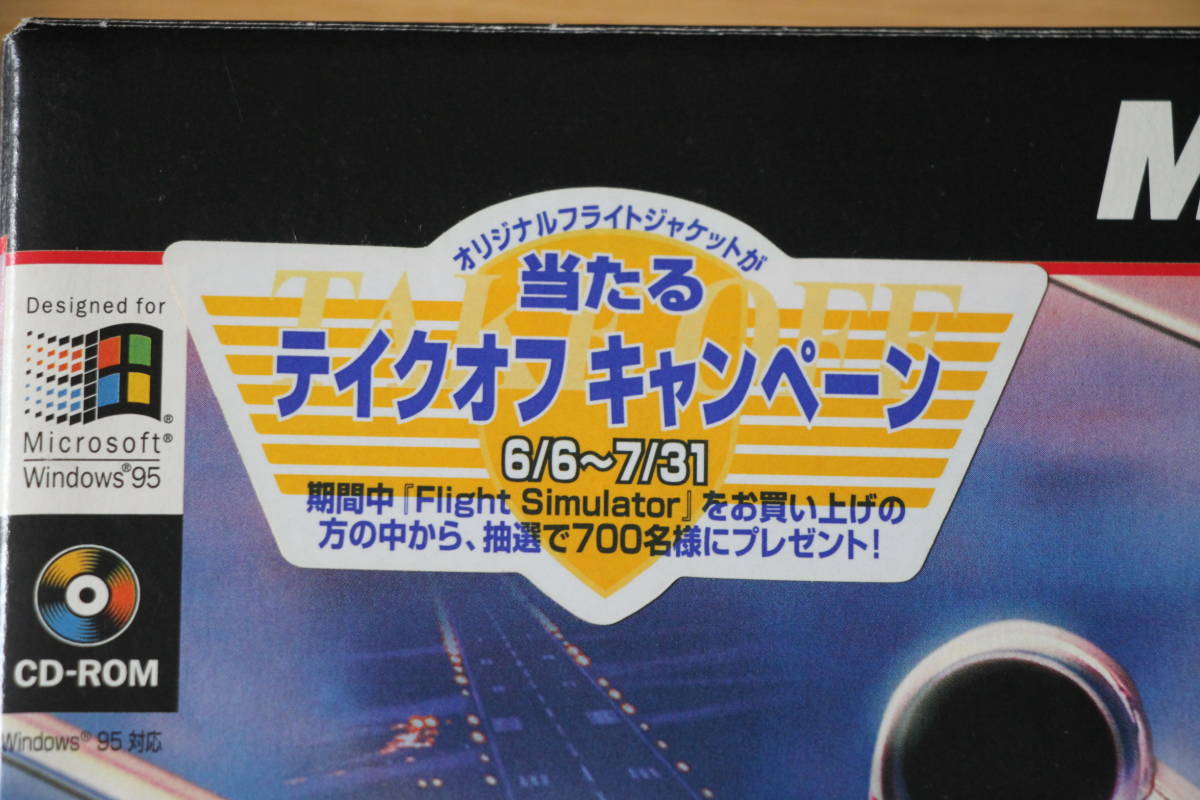 M
オリジナルフライトジャケットが
当たる
TAKE OFF
テイクオフ キャンペーン
6/6～7/31
期間中『Flight Simulator』をお買い上げの
方の中から、抽選で700名様にプレゼント!
Designed for
Microsoft®
Windows®95
CD-ROM
Windows® 95 対応